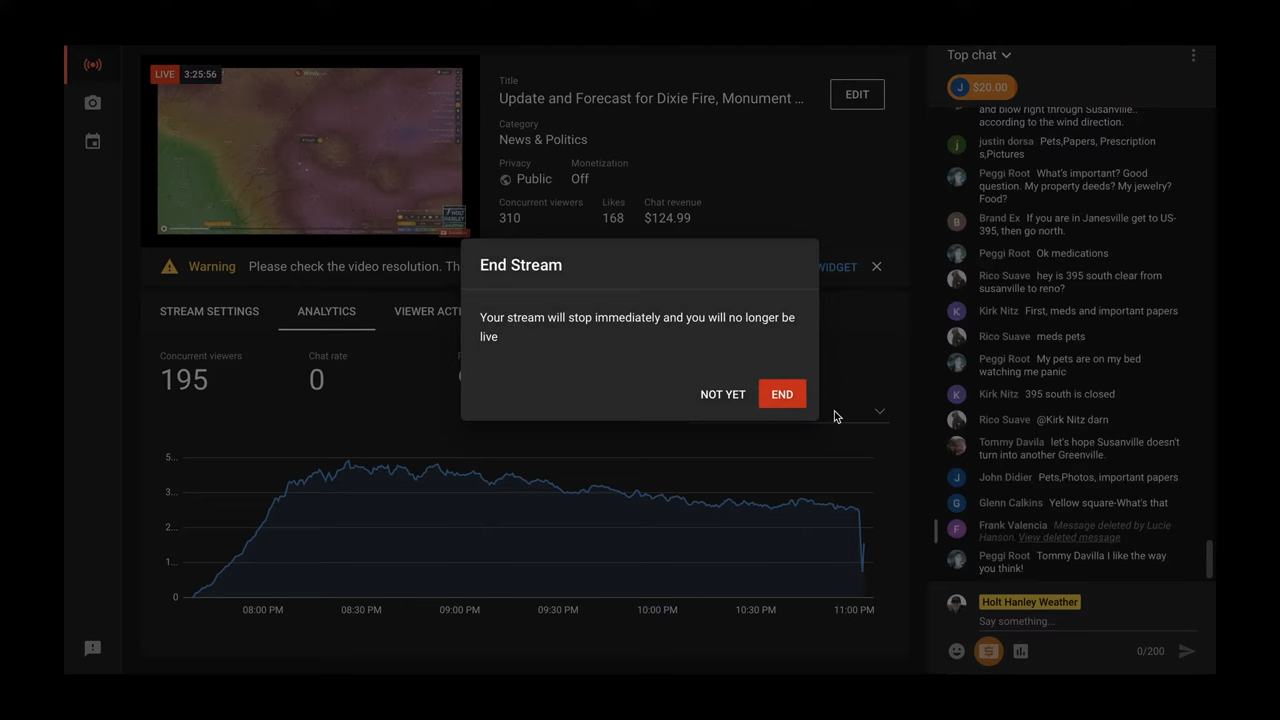 LIVE 3:25:56
Title
Update and Forecast for Dixie Fire, Monument ...
EDIT
Category
News & Politics
Privacy Monetization
Public Off
Concurrent viewers Likes Chat revenue
310 168 $124.99
Warning Please check the video resolution. Th
WIDGET
STREAM SETTINGS ANALYTICS VIEWER ACTI
Concurrent viewers Chat rate
195 0
End Stream
Your stream will stop immediately and you will no longer be
live
NOT YET END
5...
3...
2...
1...
0
08:00 PM 08:30 PM 09:00 PM 09:30 PM 10:00 PM 10:30 PM 11:00 PM
Top chat
J $20.00
and blow right through Susanville..
according to the wind direction.
j justin dorsa Pets,Papers, Prescription
s,Pictures
Peggi Root What's important? Good
question. My property deeds? My jewelry?
Food?
B Brand Ex If you are in Janesville get to US-
395, then go north.
Peggi Root Ok medications
Rico Suave hey is 395 south clear from
susanville to reno?
K Kirk Nitz First, meds and important papers
Rico Suave meds pets
Peggi Root My pets are on my bed
watching me panic
K Kirk Nitz 395 south is closed
Rico Suave @Kirk Nitz darn
Tommy Davila let's hope Susanville doesn't
turn into another Greenville.
J John Didier Pets,Photos, important papers
G Glenn Calkins Yellow square-What's that
F Frank Valencia Message deleted by Lucie
Hanson. View deleted message
Peggi Root Tommy Davilla I like the way
you think!
Holt Hanley Weather
Say something...
0/200